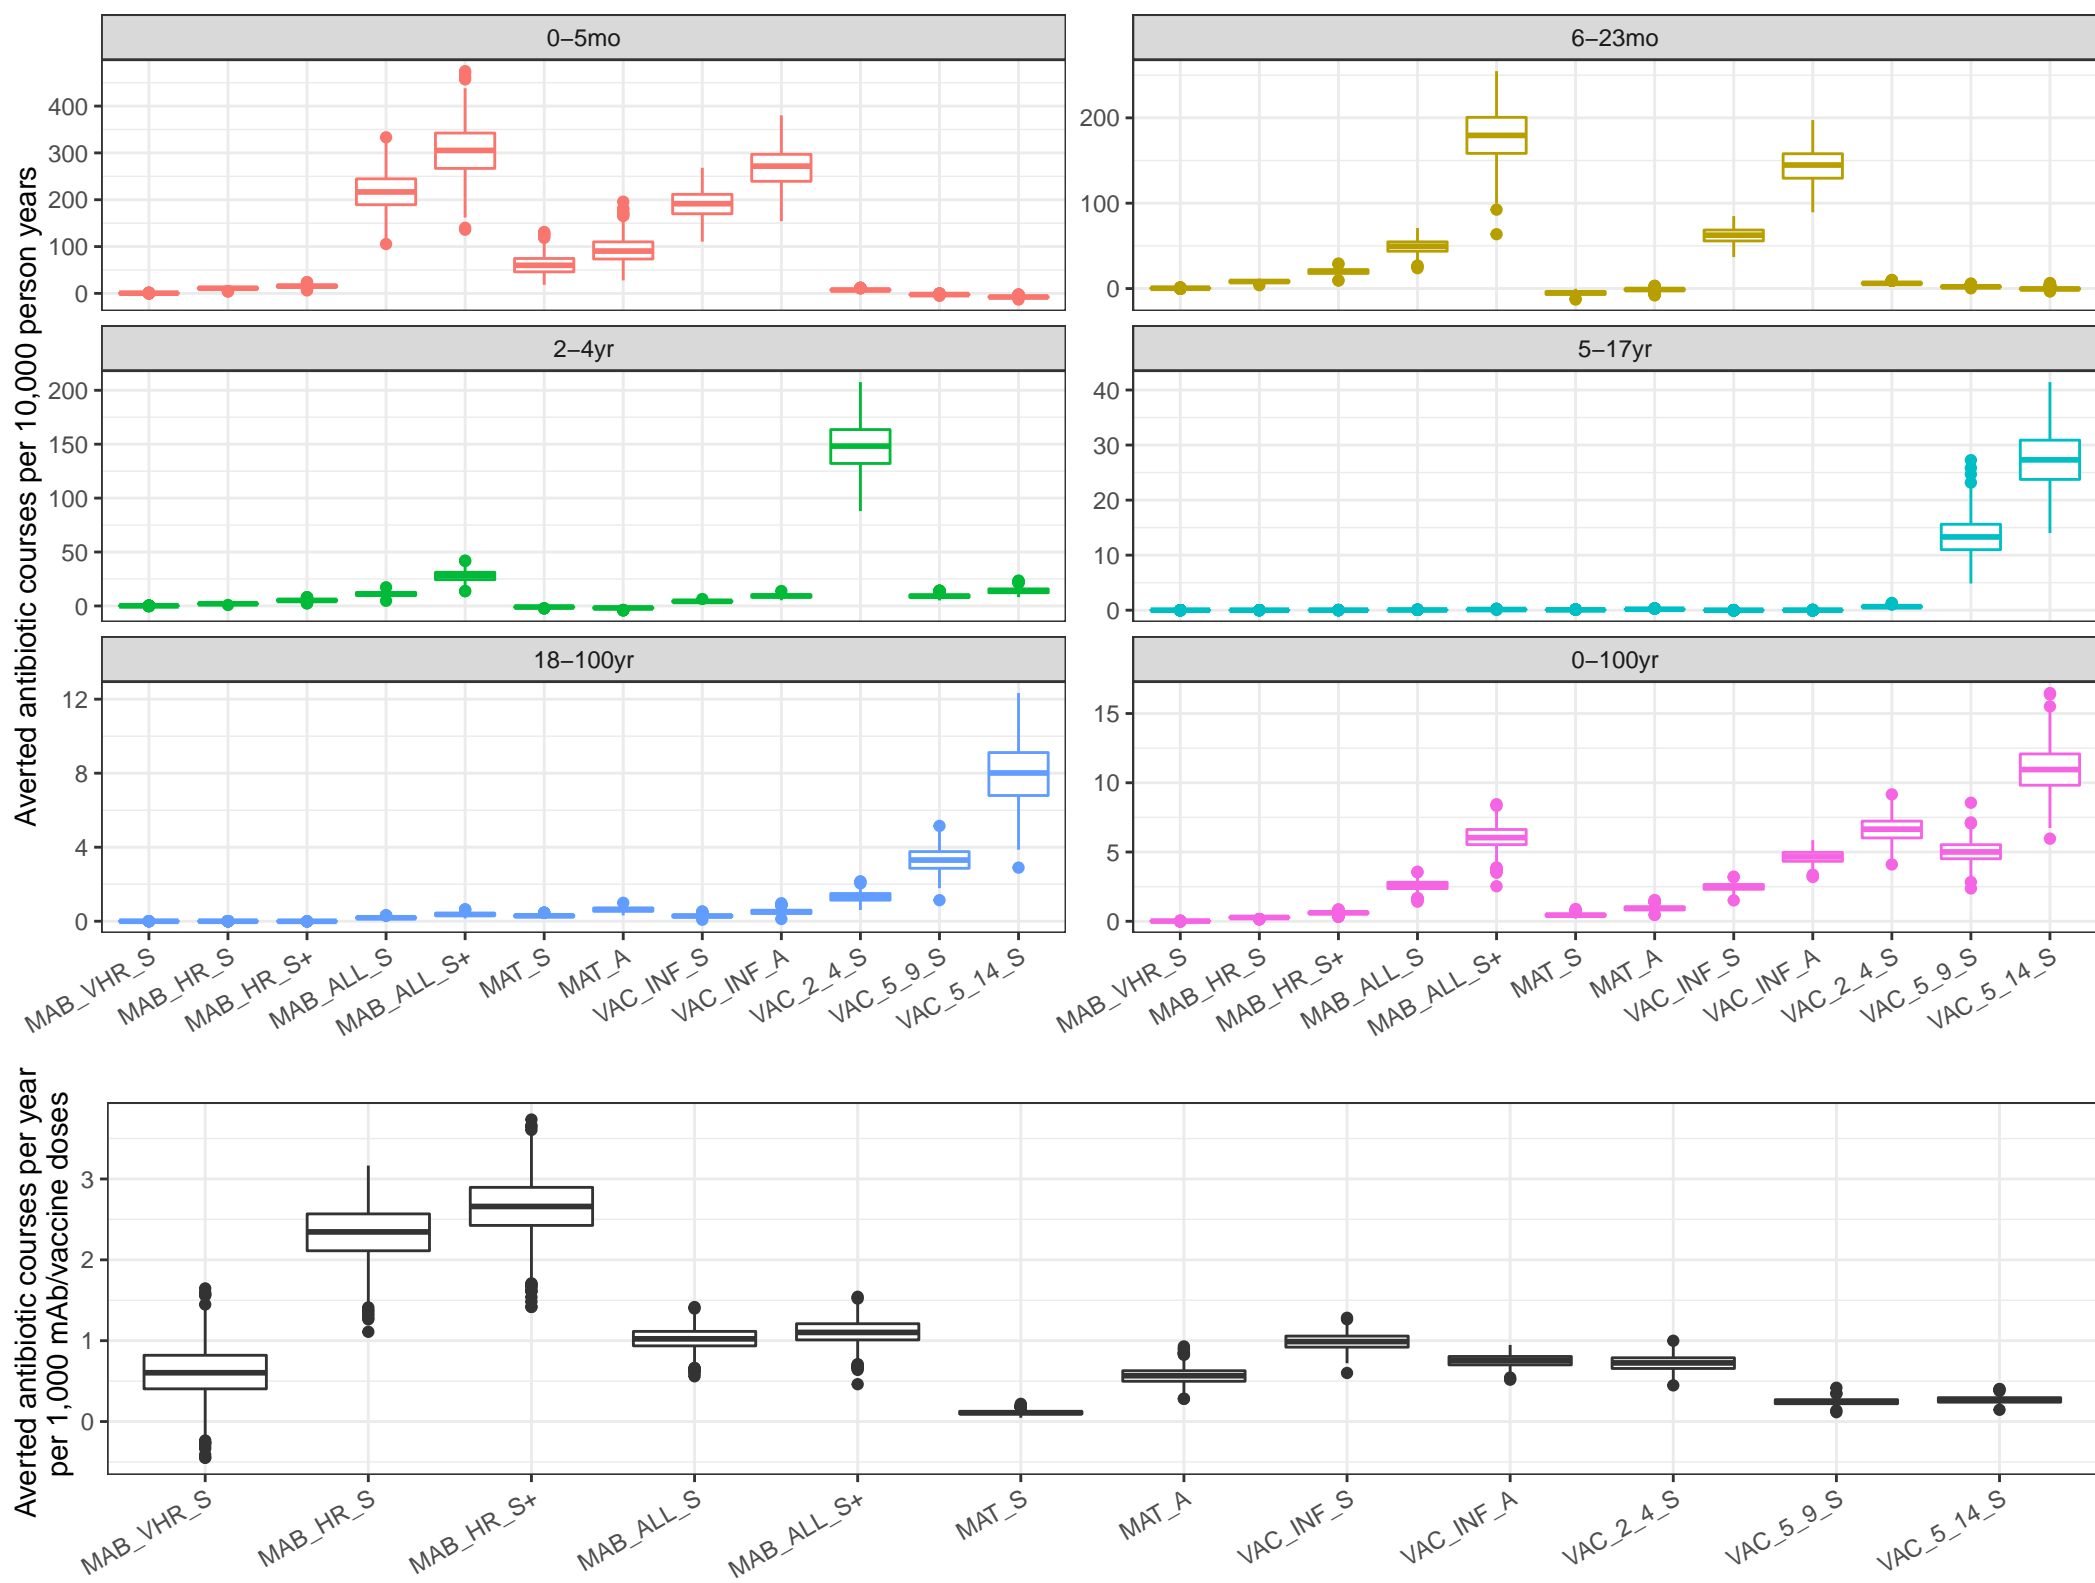 Averted antibiotic courses per 10,000 person years
0–5mo
0
100
200
300
400
6–23mo
0
100
200
2–4yr
0
50
100
150
200
5–17yr
0
10
20
30
40
18–100yr
0
4
8
12
0–100yr
0
5
10
15
MAB_VHR_S
MAB_HR_S
MAB_HR_S+
MAB_ALL_S
MAB_ALL_S+
MAT_S
MAT_A
VAC_INF_S
VAC_INF_A
VAC_2_4_S
VAC_5_9_S
VAC_5_14_S
MAB_VHR_S
MAB_HR_S
MAB_HR_S+
MAB_ALL_S
MAB_ALL_S+
MAT_S
MAT_A
VAC_INF_S
VAC_INF_A
VAC_2_4_S
VAC_5_9_S
VAC_5_14_S
Averted antibiotic courses per year
per 1,000 mAb/vaccine doses
0
1
2
3
MAB_VHR_S
MAB_HR_S
MAB_HR_S+
MAB_ALL_S
MAB_ALL_S+
MAT_S
MAT_A
VAC_INF_S
VAC_INF_A
VAC_2_4_S
VAC_5_9_S
VAC_5_14_S